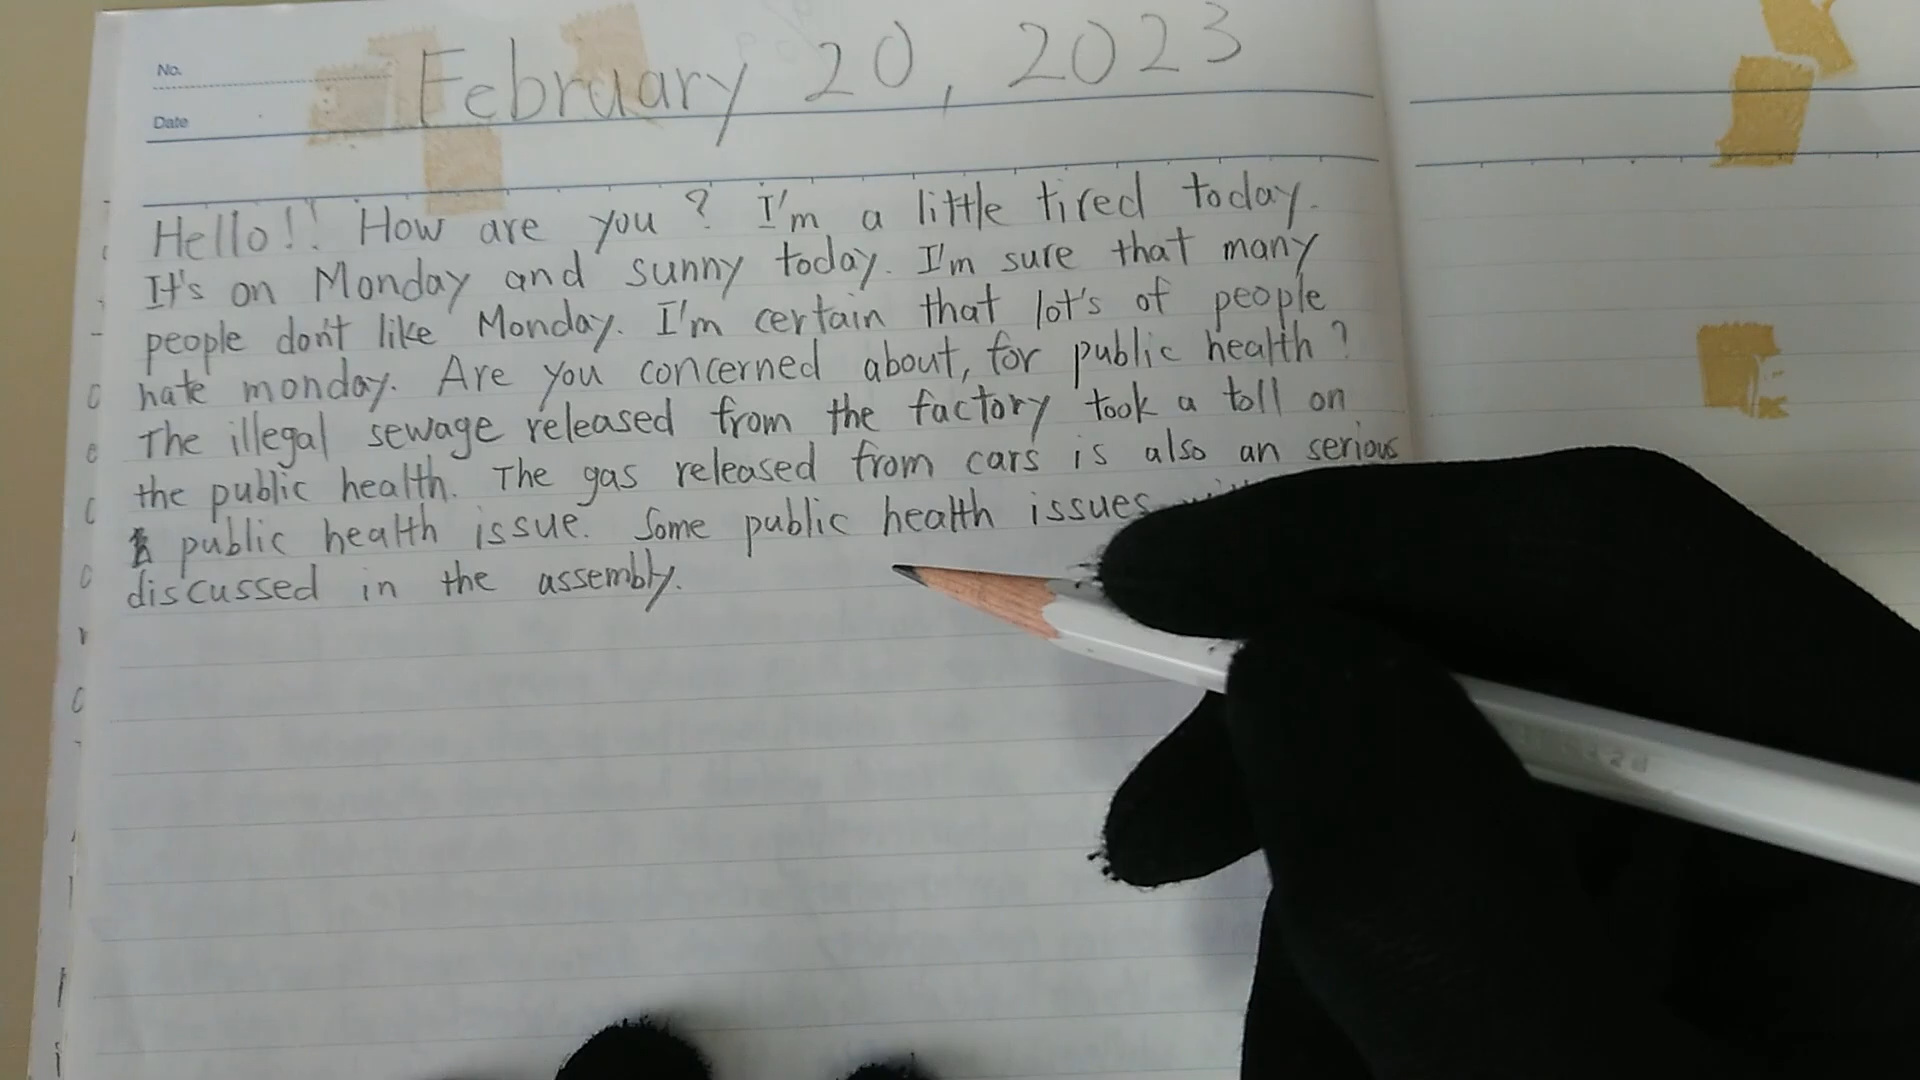 No.
Date
February 20, 2023
Hello!! How are you? I'm a little tired today.
It's on Monday and sunny today. I'm sure that many
people don't like Monday. I'm certain that lot's of people
hate monday. Are you concerned about, for public health?
The illegal sewage released from the factory took a toll on
the public health. The gas released from cars is also an serious
public health issue. Some public health issues
discussed in the assembly.